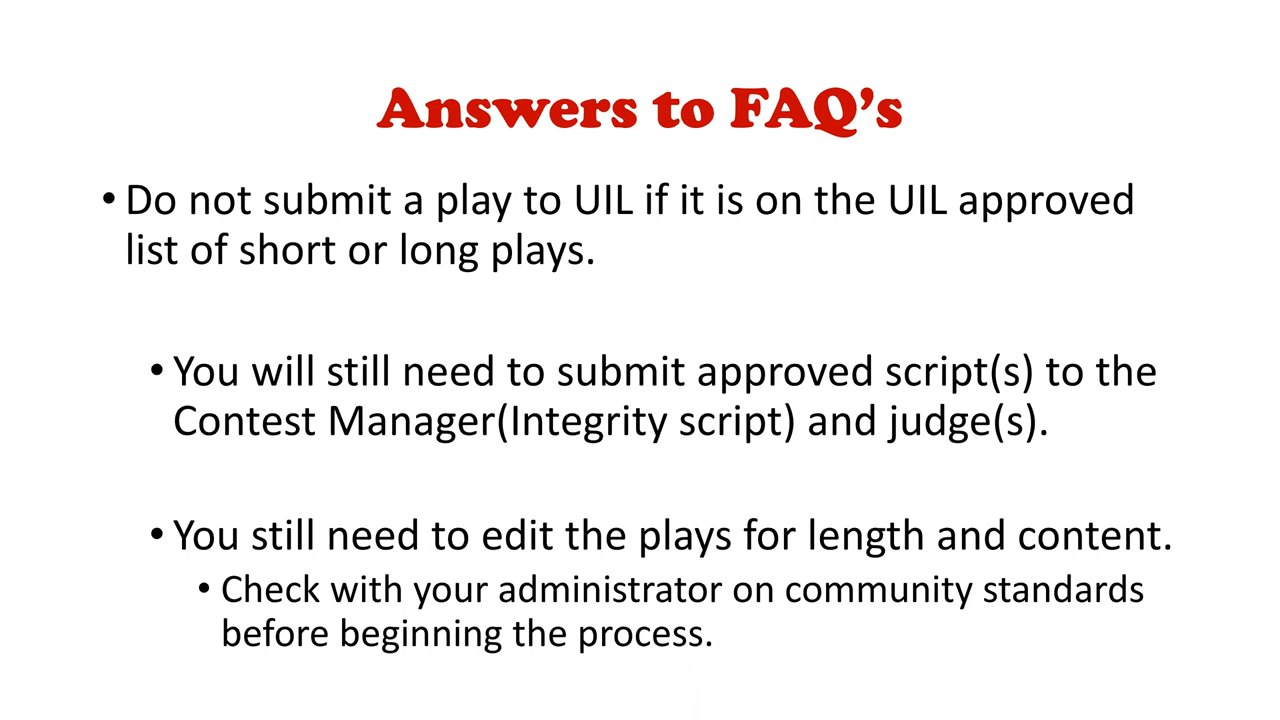 Answers to FAQ’s
• Do not submit a play to UIL if it is on the UIL approved
list of short or long plays.
• You will still need to submit approved script(s) to the
Contest Manager(Integrity script) and judge(s).
• You still need to edit the plays for length and content.
• Check with your administrator on community standards
before beginning the process.